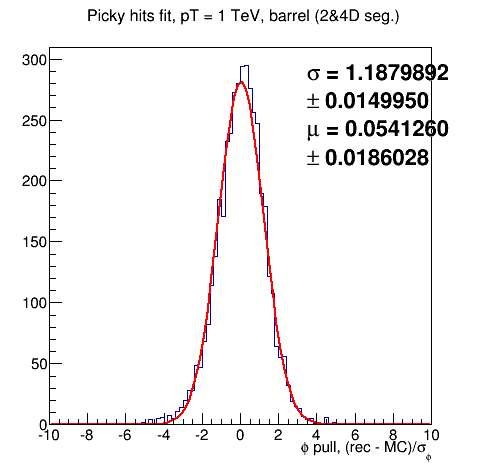 Picky hits fit, pT = 1 TeV, barrel (2&4D seg.)
σ = 1.1879892
± 0.0149950
μ = 0.0541260
± 0.0186028
300
250
200
150
100
50
0
-10 -8 -6 -4 -2 0 2 4 6 8 10
ϕ pull, (rec - MC)/σϕ